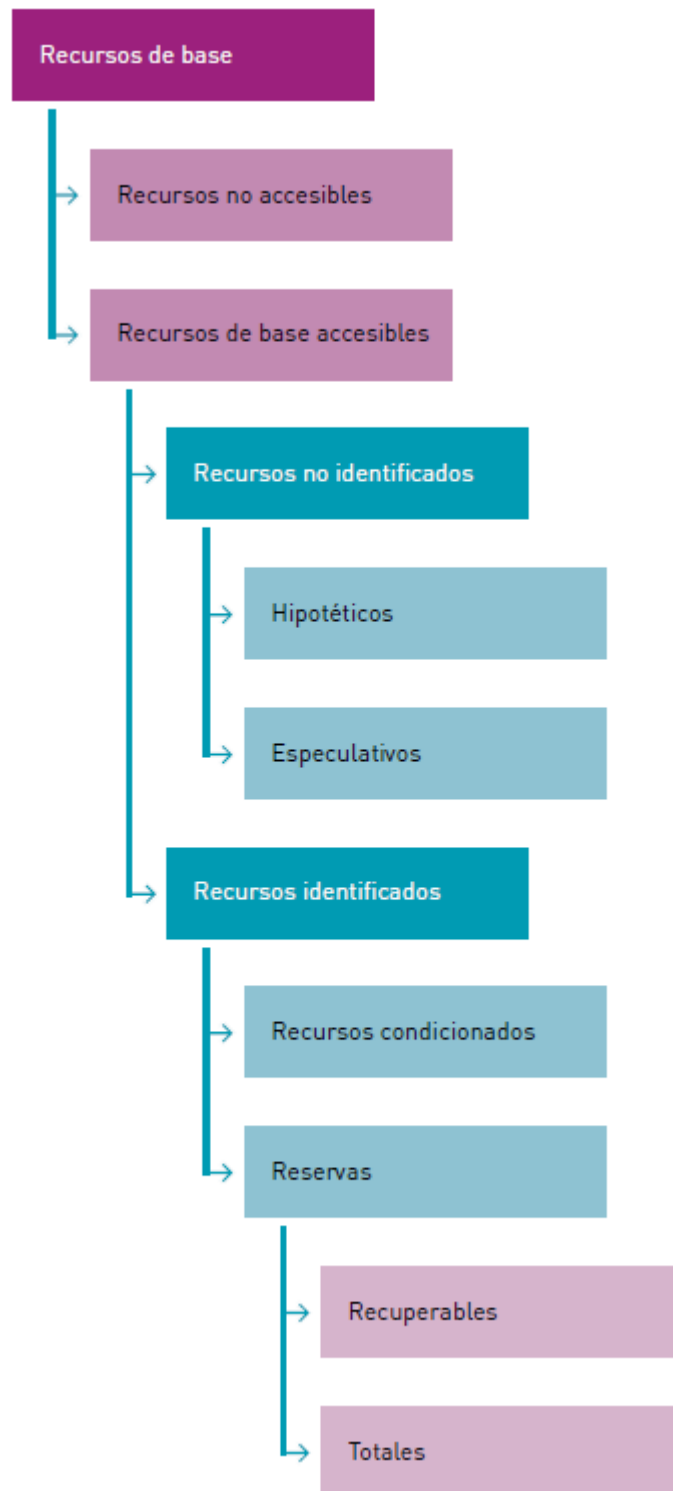 Recursos de base
Recursos no accesibles
Recursos de base accesibles
Recursos no identificados
Hipotéticos
Especulativos
Recursos identificados
Recursos condicionados
Reservas
Recuperables
Totales